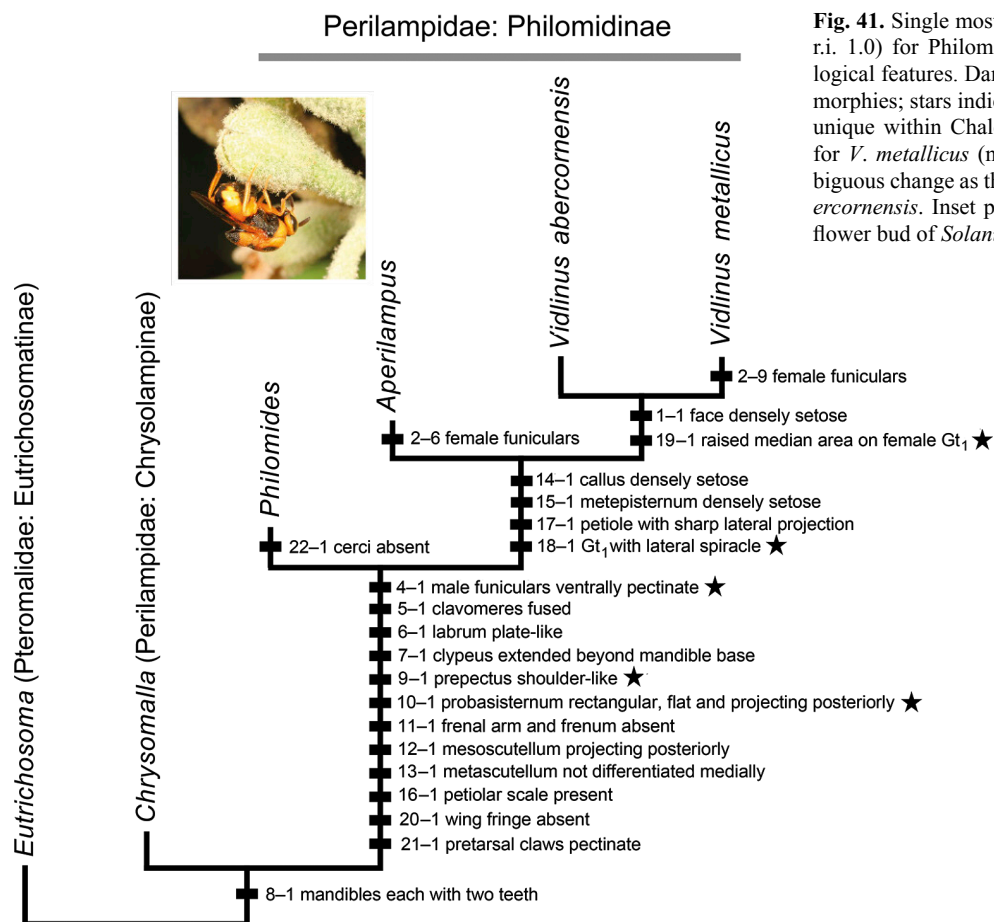 Perilampidae: Philomidinae
Fig. 41. Single mos
r.i. 1.0) for Philom
logical features. Dar
morphies; stars indic
unique within Chal
for V. metallicus (n
biguous change as th
ercornensis. Inset p
flower bud of Solan
Eutrichosoma (Pteromalidae: Eutrichosomatinae)
Chrysomalla (Perilampidae: Chrysolampinae)
Philomides
Aperilampus
Vidlinus abercornensis
Vidlinus metallicus
2–9 female funiculars
1–1 face densely setose
19–1 raised median area on female Gt1 ★
2–6 female funiculars
14–1 callus densely setose
15–1 metepisternum densely setose
17–1 petiole with sharp lateral projection
18–1 Gt1 with lateral spiracle ★
22–1 cerci absent
4–1 male funiculars ventrally pectinate ★
5–1 clavomeres fused
6–1 labrum plate-like
7–1 clypeus extended beyond mandible base
9–1 prepectus shoulder-like ★
10–1 probasisternum rectangular, flat and projecting posteriorly ★
11–1 frenal arm and frenum absent
12–1 mesoscutellum projecting posteriorly
13–1 metascutellum not differentiated medially
16–1 petiolar scale present
20–1 wing fringe absent
21–1 pretarsal claws pectinate
8–1 mandibles each with two teeth